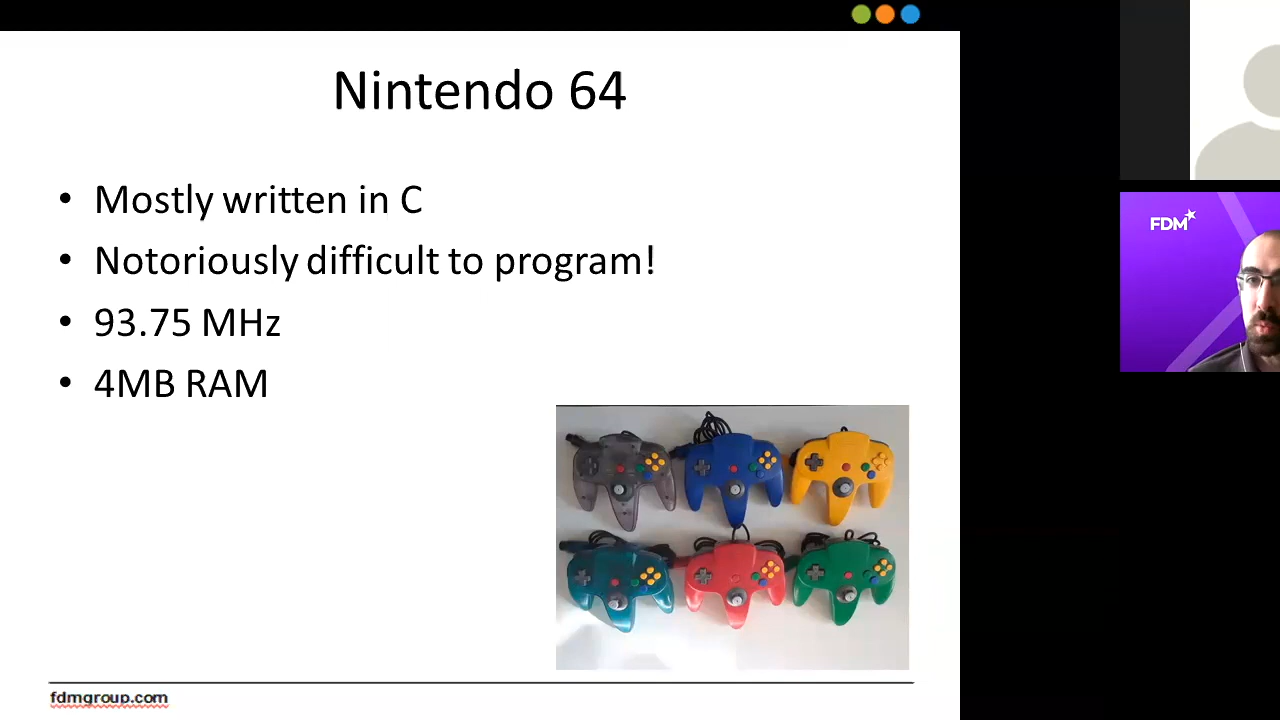 Nintendo 64
• Mostly written in C
• Notoriously difficult to program!
• 93.75 MHz
• 4MB RAM
fdmgroup.com
FDM